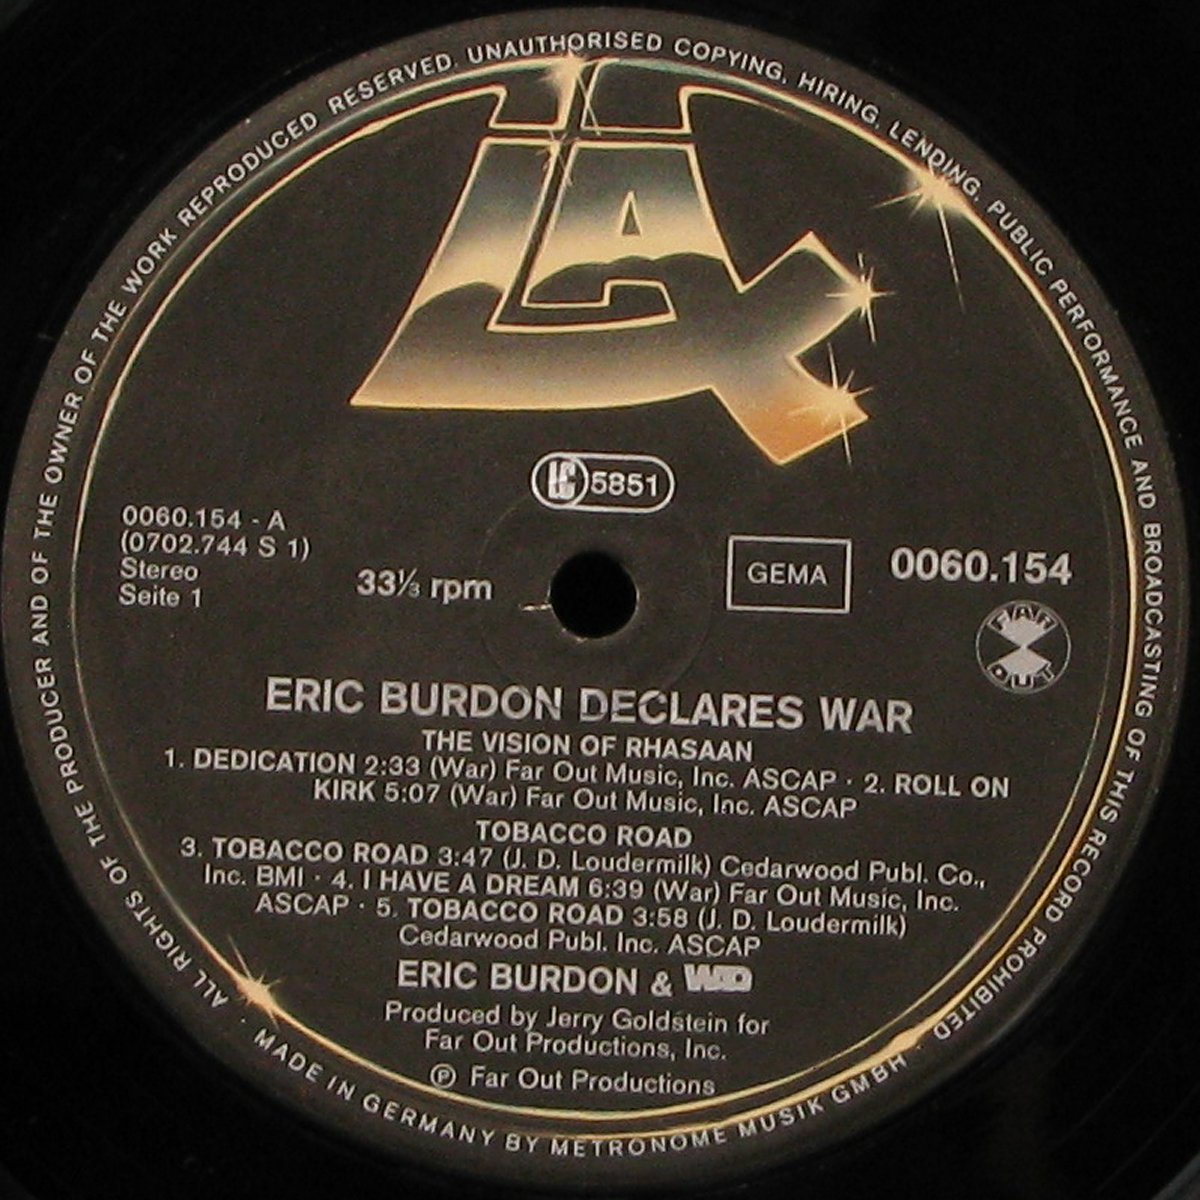 ALL RIGHTS OF THE PRODUCER AND OF THE OWNER OF THE WORK REPRODUCED RESERVED. UNAUTHORISED COPYING, HIRING, LENDING, PUBLIC PERFORMANCE AND BROADCASTING OF THIS RECORD PROHIBITED
LAX
LC 5851
0060.154 - A
(0702.744 S 1)
Stereo
Seite 1
33⅓ rpm
GEMA
0060.154
FAR
OUT
ERIC BURDON DECLARES WAR
THE VISION OF RHASAAN
1. DEDICATION 2:33 (War) Far Out Music, Inc. ASCAP · 2. ROLL ON
KIRK 5:07 (War) Far Out Music, Inc. ASCAP
TOBACCO ROAD
3. TOBACCO ROAD 3:47 (J. D. Loudermilk) Cedarwood Publ. Co.,
Inc. BMI · 4. I HAVE A DREAM 6:39 (War) Far Out Music, Inc.
ASCAP · 5. TOBACCO ROAD 3:58 (J. D. Loudermilk)
Cedarwood Publ. Inc. ASCAP
ERIC BURDON & WAR
Produced by Jerry Goldstein for
Far Out Productions, Inc.
Ⓟ Far Out Productions
· MADE IN GERMANY BY METRONOME MUSIK GMBH ·